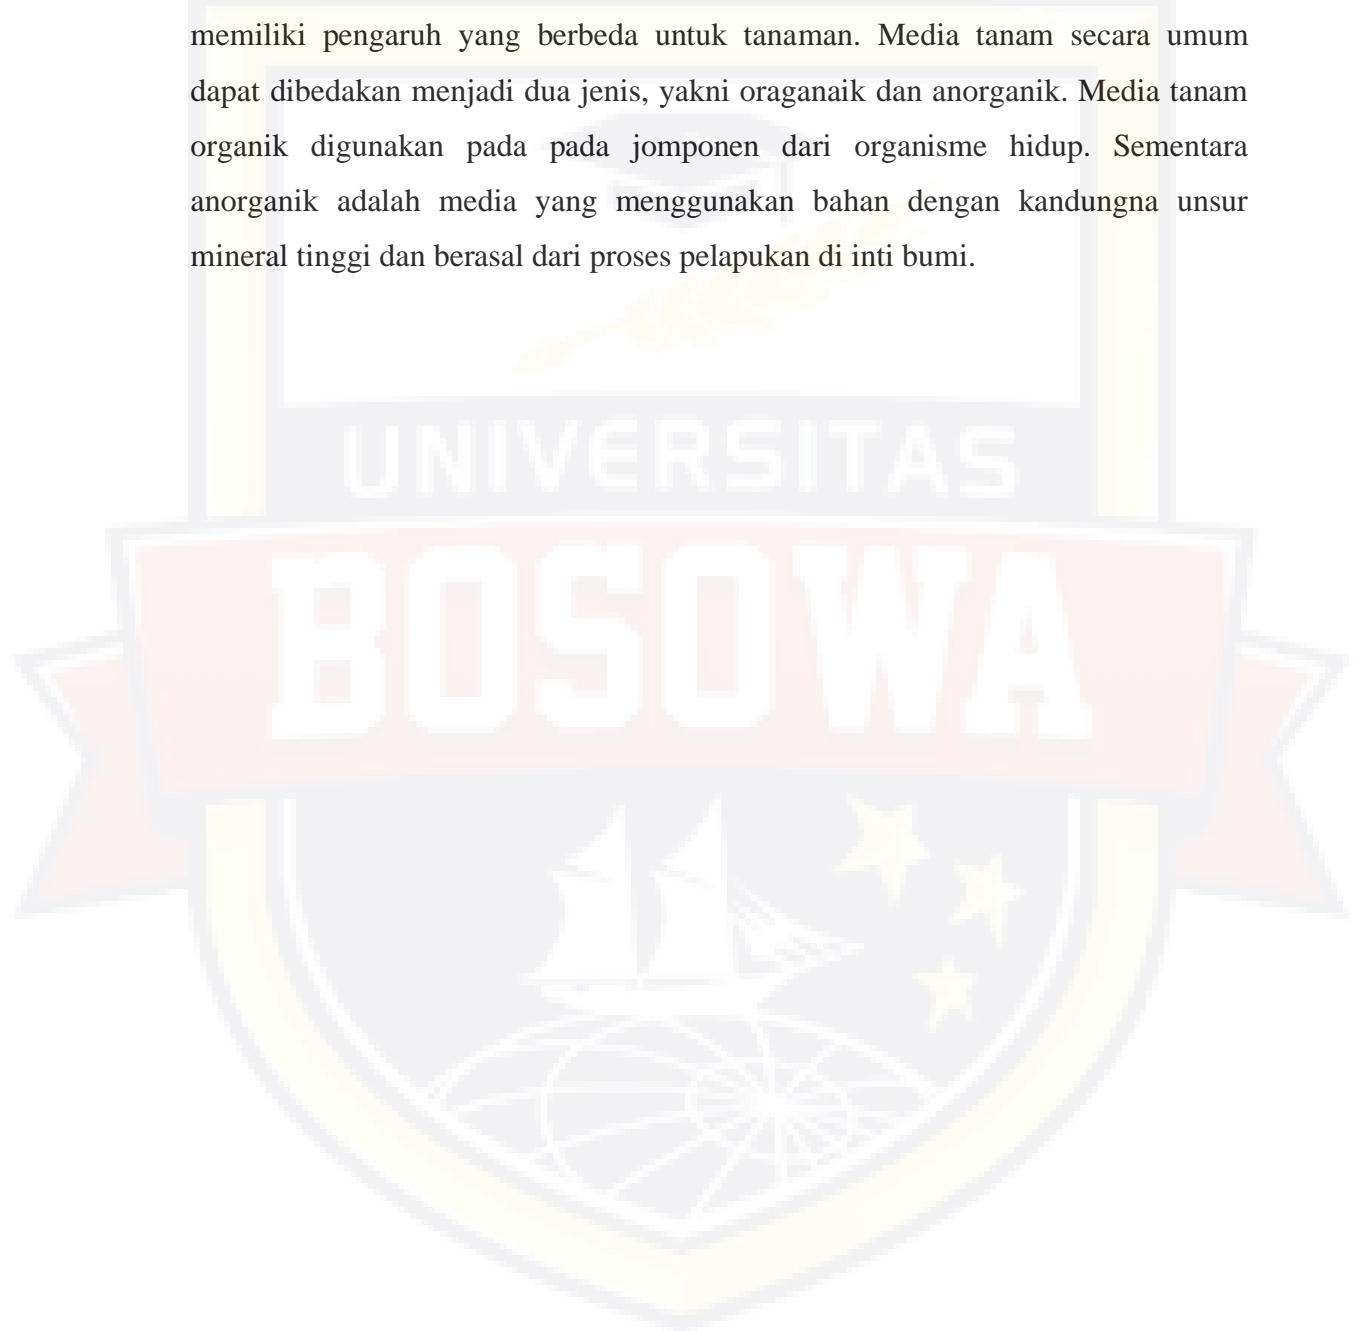 memiliki pengaruh yang berbeda untuk tanaman. Media tanam secara umum
dapat dibedakan menjadi dua jenis, yakni oraganaik dan anorganik. Media tanam
organik digunakan pada pada jomponen dari organisme hidup. Sementara
anorganik adalah media yang menggunakan bahan dengan kandungna unsur
mineral tinggi dan berasal dari proses pelapukan di inti bumi.
UNIVERSITAS
BOSOWA